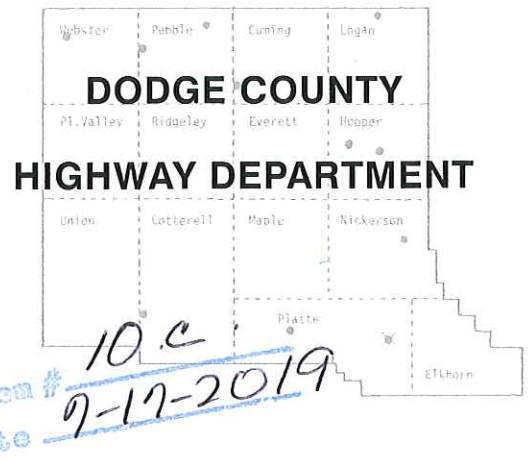 Webster Pebble Cuming Logan
DODGE COUNTY
Pl.Valley Ridgeley Everett Hooper
HIGHWAY DEPARTMENT
Union Cotterell Maple Nickerson
Platte
Elkhorn
10.c.
#
7-17-2019